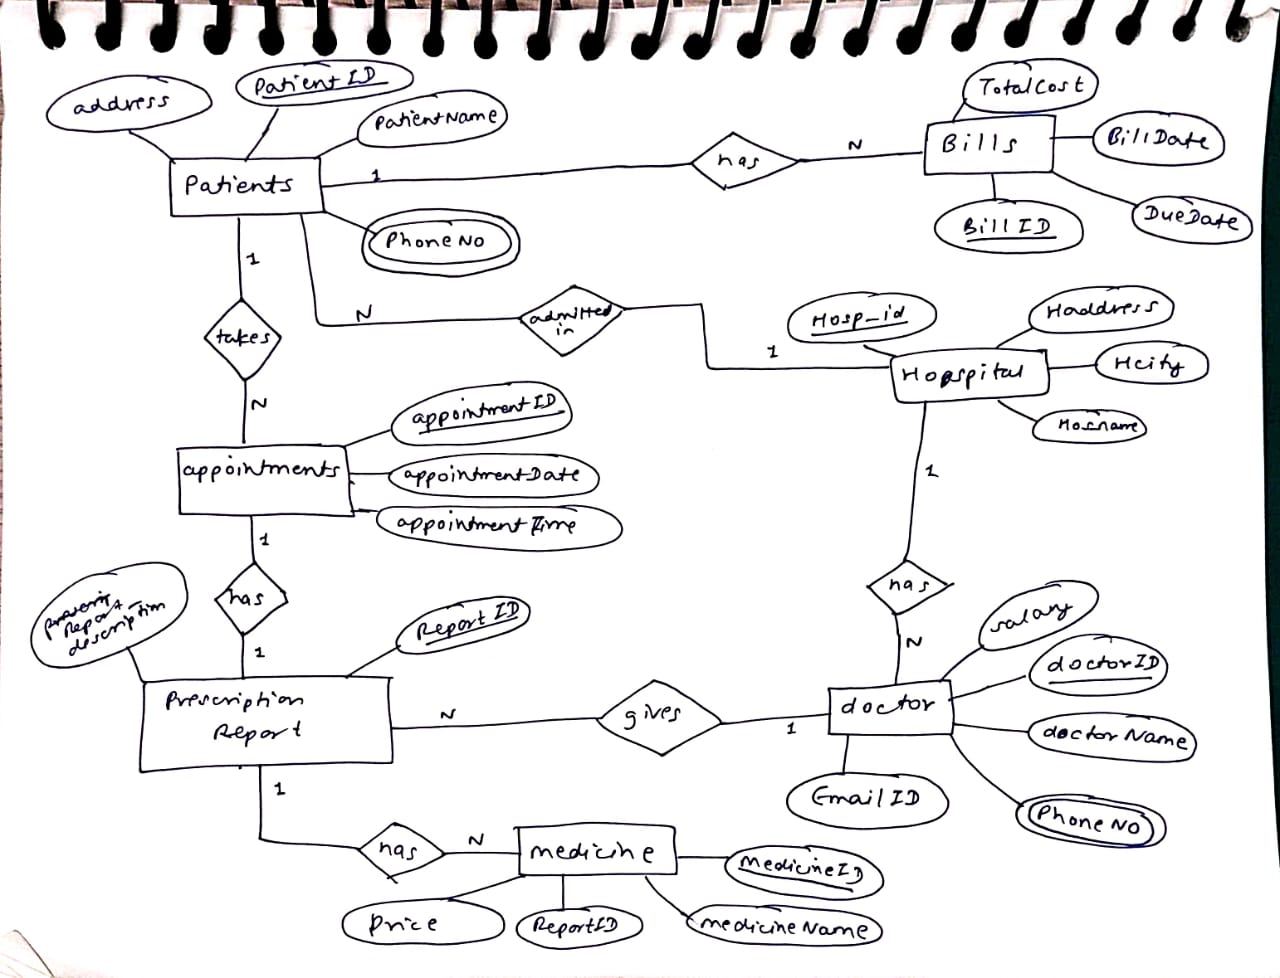 address
Patient ID
PatientName
Patients
1
has
N
Bills
TotalCost
BillDate
Bill ID
DueDate
Phone No
1
takes
N
N
admitted
in
1
Hosp_id
Haddress
Hcity
Hosname
Hospital
appointments
appointment ID
appointmentDate
appointment Time
1
has
1
1
has
N
Report
description
Report ID
Prescription
Report
N
gives
1
doctor
salary
doctorID
doctor Name
Phone No
Email ID
1
has
N
medicine
MedicineID
medicine Name
ReportID
Price